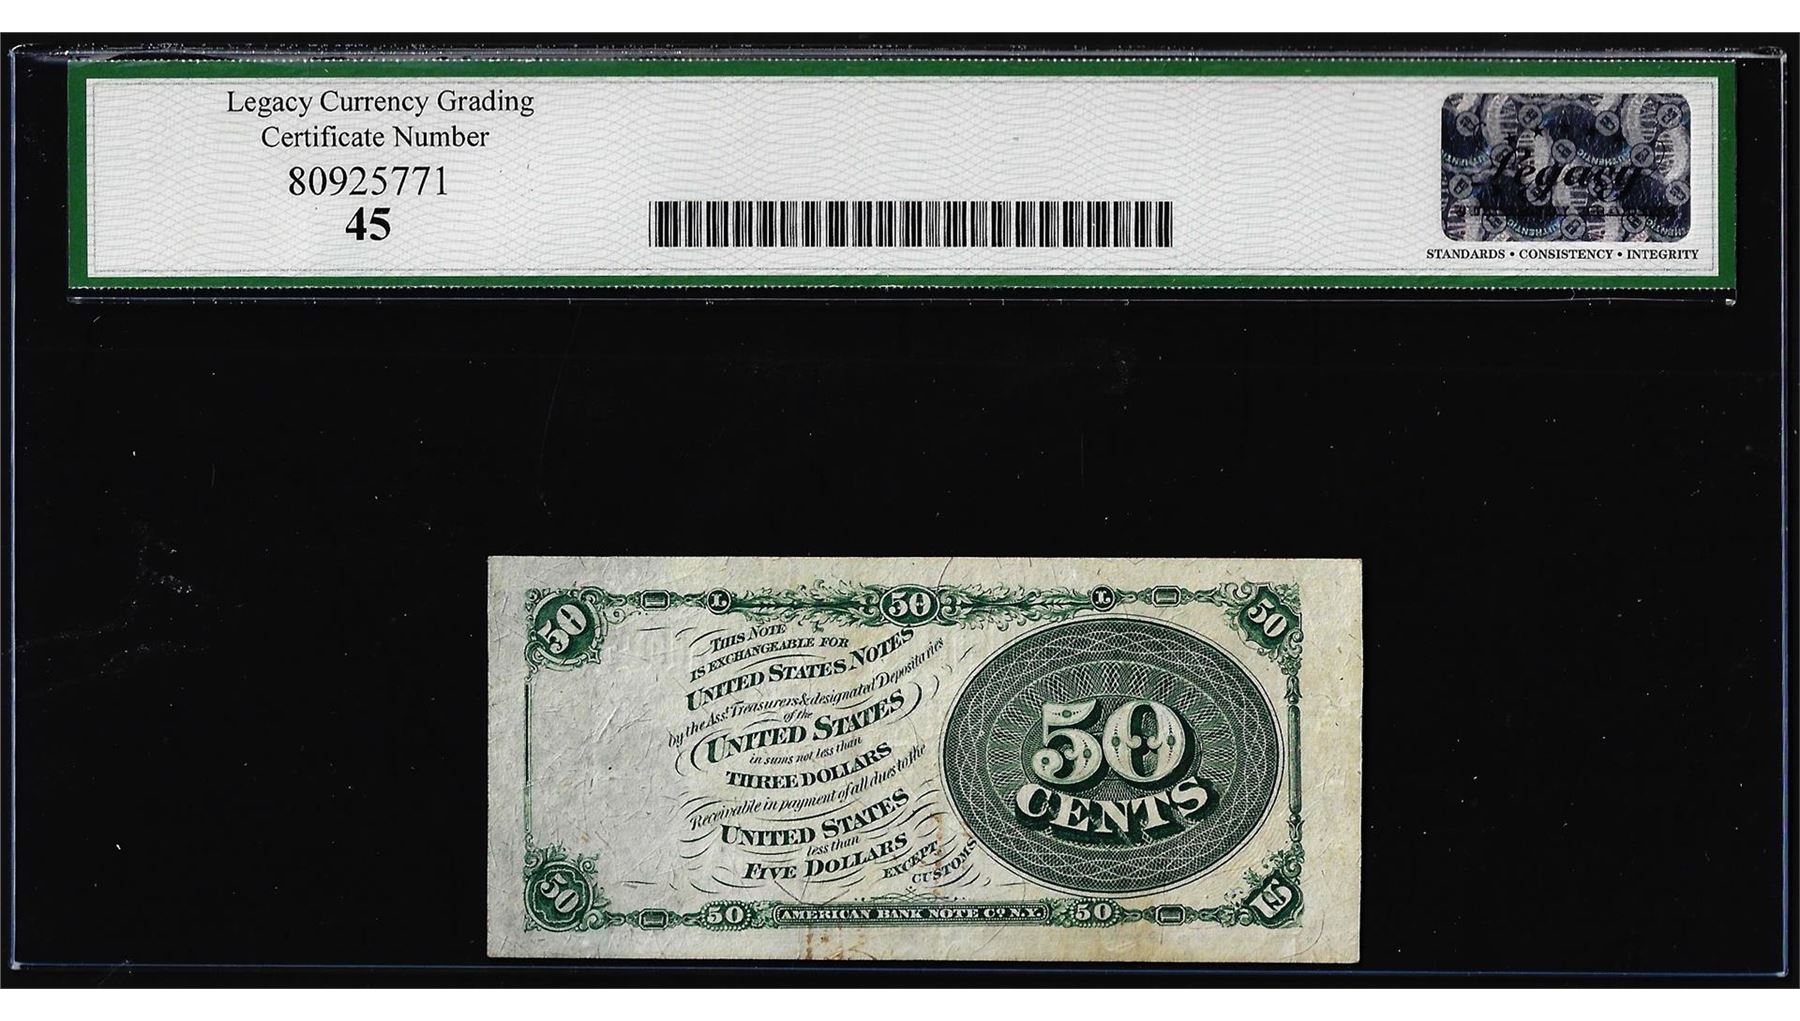 Legacy Currency Grading
Certificate Number
80925771
45
Legacy
STANDARDS • CONSISTENCY • INTEGRITY
50
L
50
L
50
THIS NOTE
IS EXCHANGEABLE FOR
UNITED STATES NOTES
by the Asst. Treasurers & designated Depositaries
of the
UNITED STATES
in sums not less than
THREE DOLLARS
Receivable in payment of all dues to the
UNITED STATES
less than
FIVE DOLLARS
EXCEPT
CUSTOMS
50
CENTS
50
50
AMERICAN BANK NOTE Co. N.Y.
50